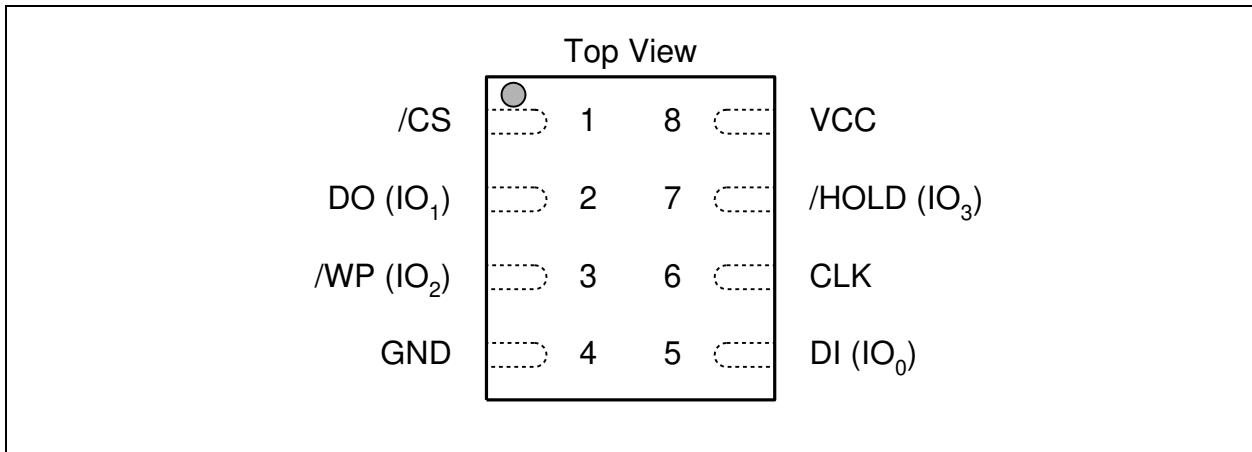 Top View
/CS 1 8 VCC
DO (IO₁) 2 7 /HOLD (IO₃)
/WP (IO₂) 3 6 CLK
GND 4 5 DI (IO₀)